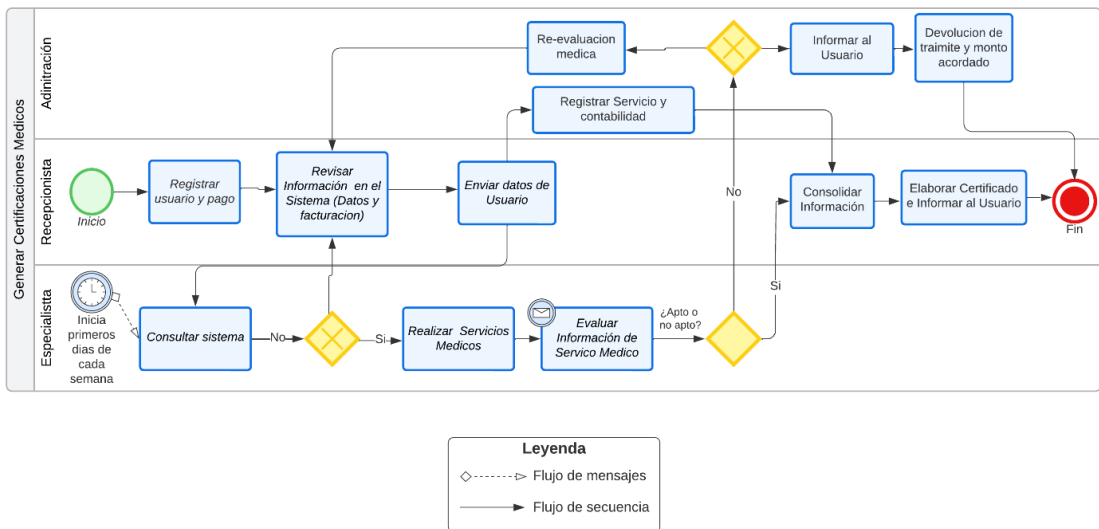 Generar Certificaciones Medicos
Adinitración
Re-evaluacion
medica
Informar al
Usuario
Devolucion de
traimite y monto
acordado
Registrar Servicio y
contabilidad
Recepcionista
Inicio
Registrar
usuario y pago
Revisar
Información en el
Sistema (Datos y
facturacion)
Enviar datos de
Usuario
No
Consolidar
Información
Elaborar Certificado
e Informar al Usuario
Fin
Especialistta
Inicia
primeros
dias de
cada
semana
Consultar sistema
No
Si
Realizar Servicios
Medicos
Evaluar
Información de
Servico Medico
¿Apto o
no apto?
Si
Leyenda
Flujo de mensajes
Flujo de secuencia